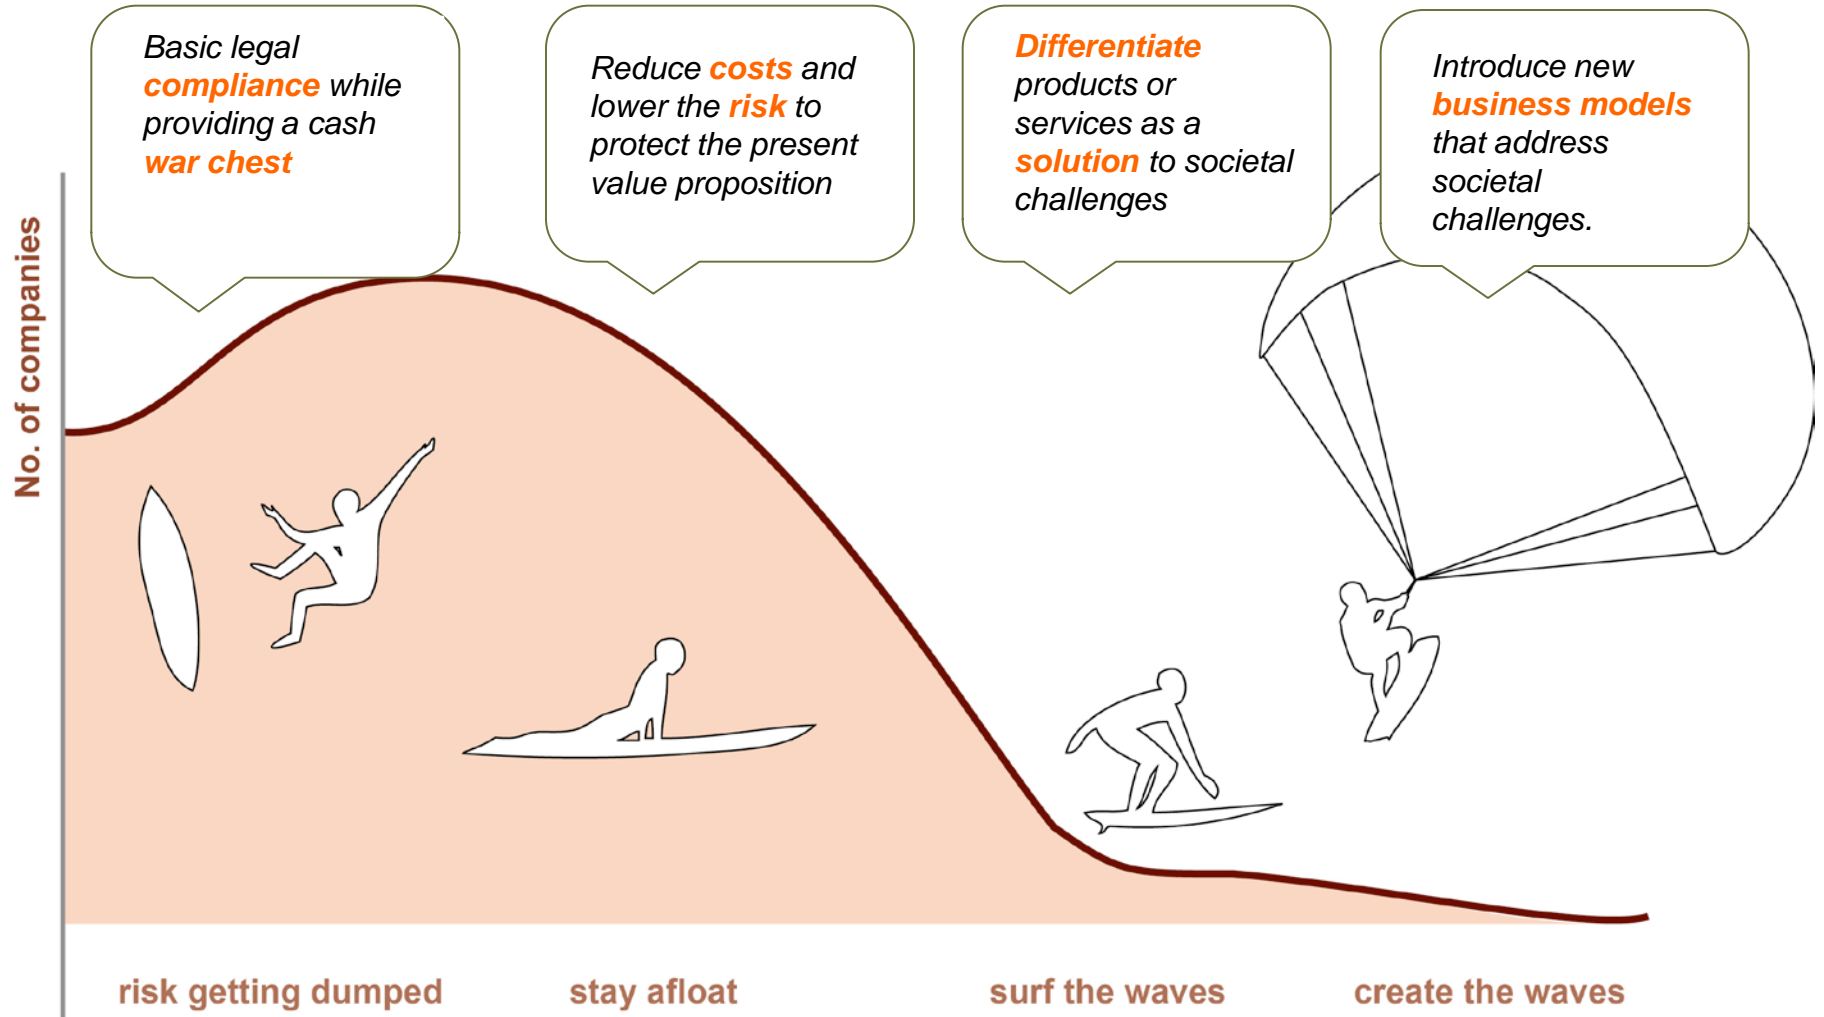 Basic legal
compliance while
providing a cash
war chest
Reduce costs and
lower the risk to
protect the present
value proposition
Differentiate
products or
services as a
solution to societal
challenges
Introduce new
business models
that address
societal
challenges.
No. of companies
risk getting dumped
stay afloat
surf the waves
create the waves